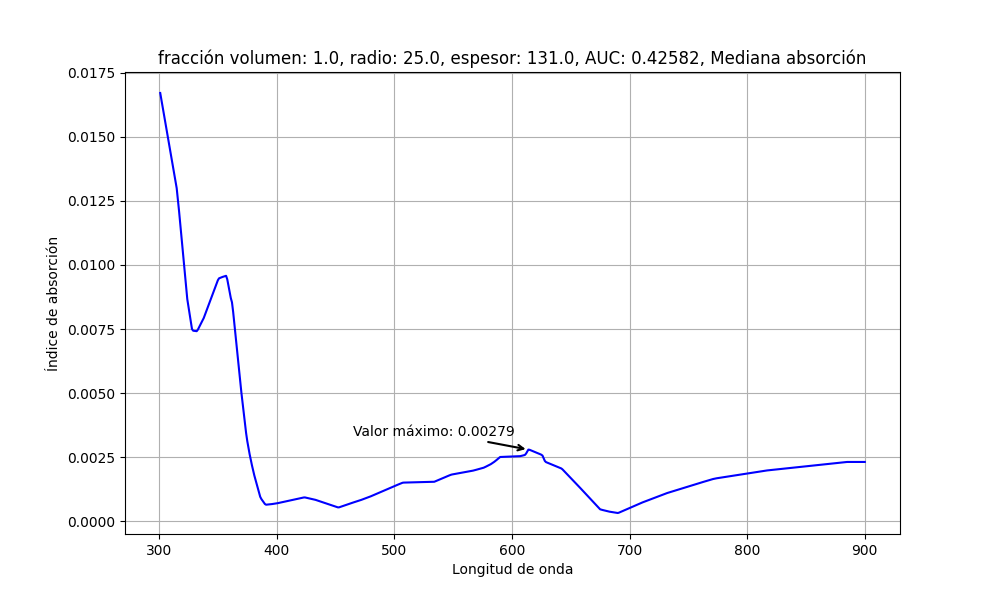 fracción volumen: 1.0, radio: 25.0, espesor: 131.0, AUC: 0.42582, Mediana absorción
0.0175
0.0150
0.0125
0.0100
0.0075
0.0050
0.0025
0.0000
Índice de absorción
Valor máximo: 0.00279
300 400 500 600 700 800 900
Longitud de onda